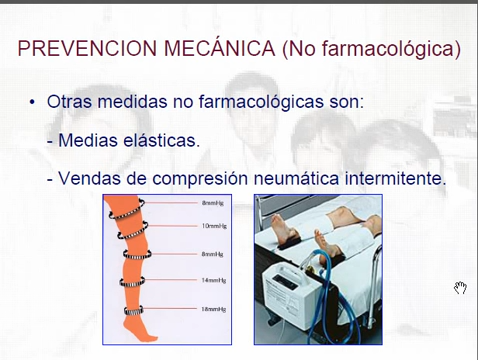 PREVENCION MECÁNICA (No farmacológica)
• Otras medidas no farmacológicas son:
- Medias elásticas.
- Vendas de compresión neumática intermitente.
8mmHg
10mmHg
8mmHg
14mmHg
18mmHg